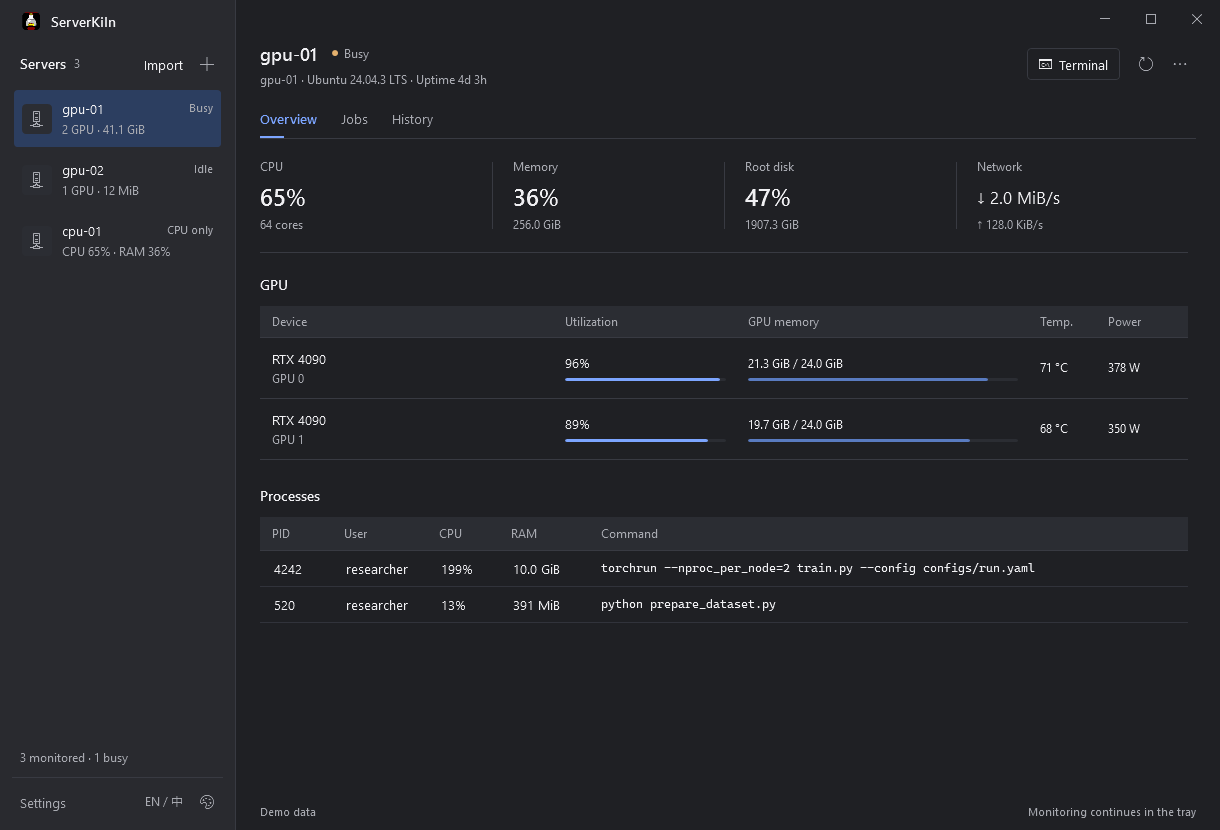 ServerKiln
Servers 3
Import
gpu-01
Busy
2 GPU · 41.1 GiB
gpu-02
Idle
1 GPU · 12 MiB
cpu-01
CPU only
CPU 65% · RAM 36%
3 monitored · 1 busy
Settings
EN / 中
gpu-01
Busy
gpu-01 · Ubuntu 24.04.3 LTS · Uptime 4d 3h
Terminal
Overview
Jobs
History
CPU
65%
64 cores
Memory
36%
256.0 GiB
Root disk
47%
1907.3 GiB
Network
↓ 2.0 MiB/s
↑ 128.0 KiB/s
GPU
Device Utilization GPU memory Temp. Power
RTX 4090
GPU 0
96%
21.3 GiB / 24.0 GiB
71 °C
378 W
RTX 4090
GPU 1
89%
19.7 GiB / 24.0 GiB
68 °C
350 W
Processes
PID User CPU RAM Command
4242 researcher 199% 10.0 GiB torchrun --nproc_per_node=2 train.py --config configs/run.yaml
520 researcher 13% 391 MiB python prepare_dataset.py
Demo data
Monitoring continues in the tray